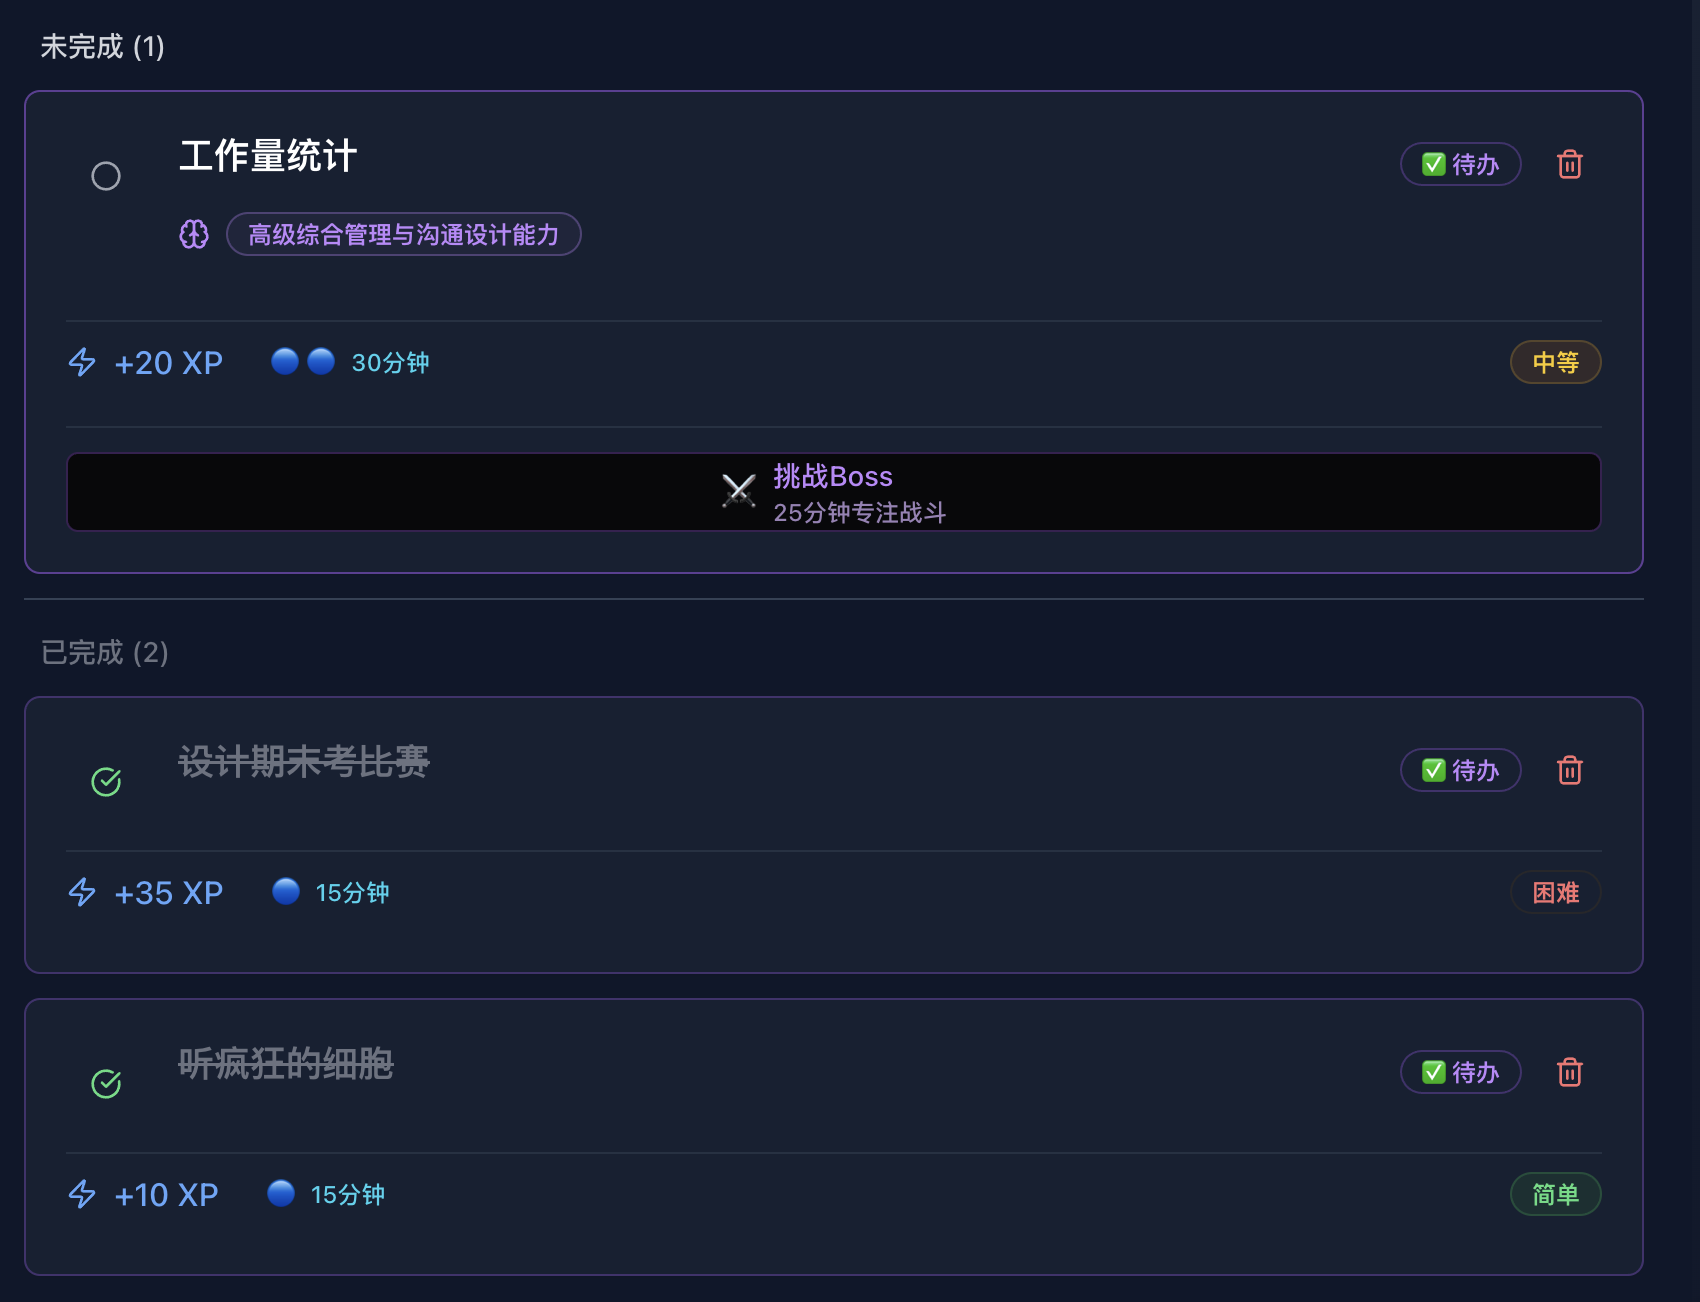 未完成 (1)
工作量统计
✅ 待办
高级综合管理与沟通设计能力
+20 XP
30分钟
中等
挑战Boss
25分钟专注战斗
已完成 (2)
设计期末考比赛
✅ 待办
+35 XP
15分钟
困难
听疯狂的细胞
✅ 待办
+10 XP
15分钟
简单